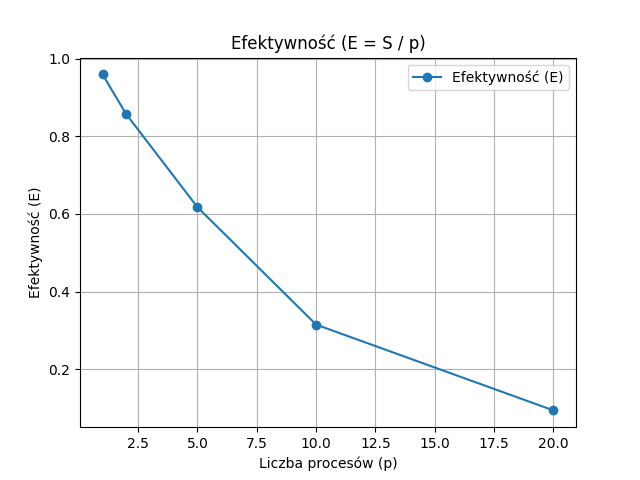 Efektywność (E = S / p)
Efektywność (E)
1.0
0.8
0.6
0.4
0.2
Efektywność (E)
2.5 5.0 7.5 10.0 12.5 15.0 17.5 20.0
Liczba procesów (p)